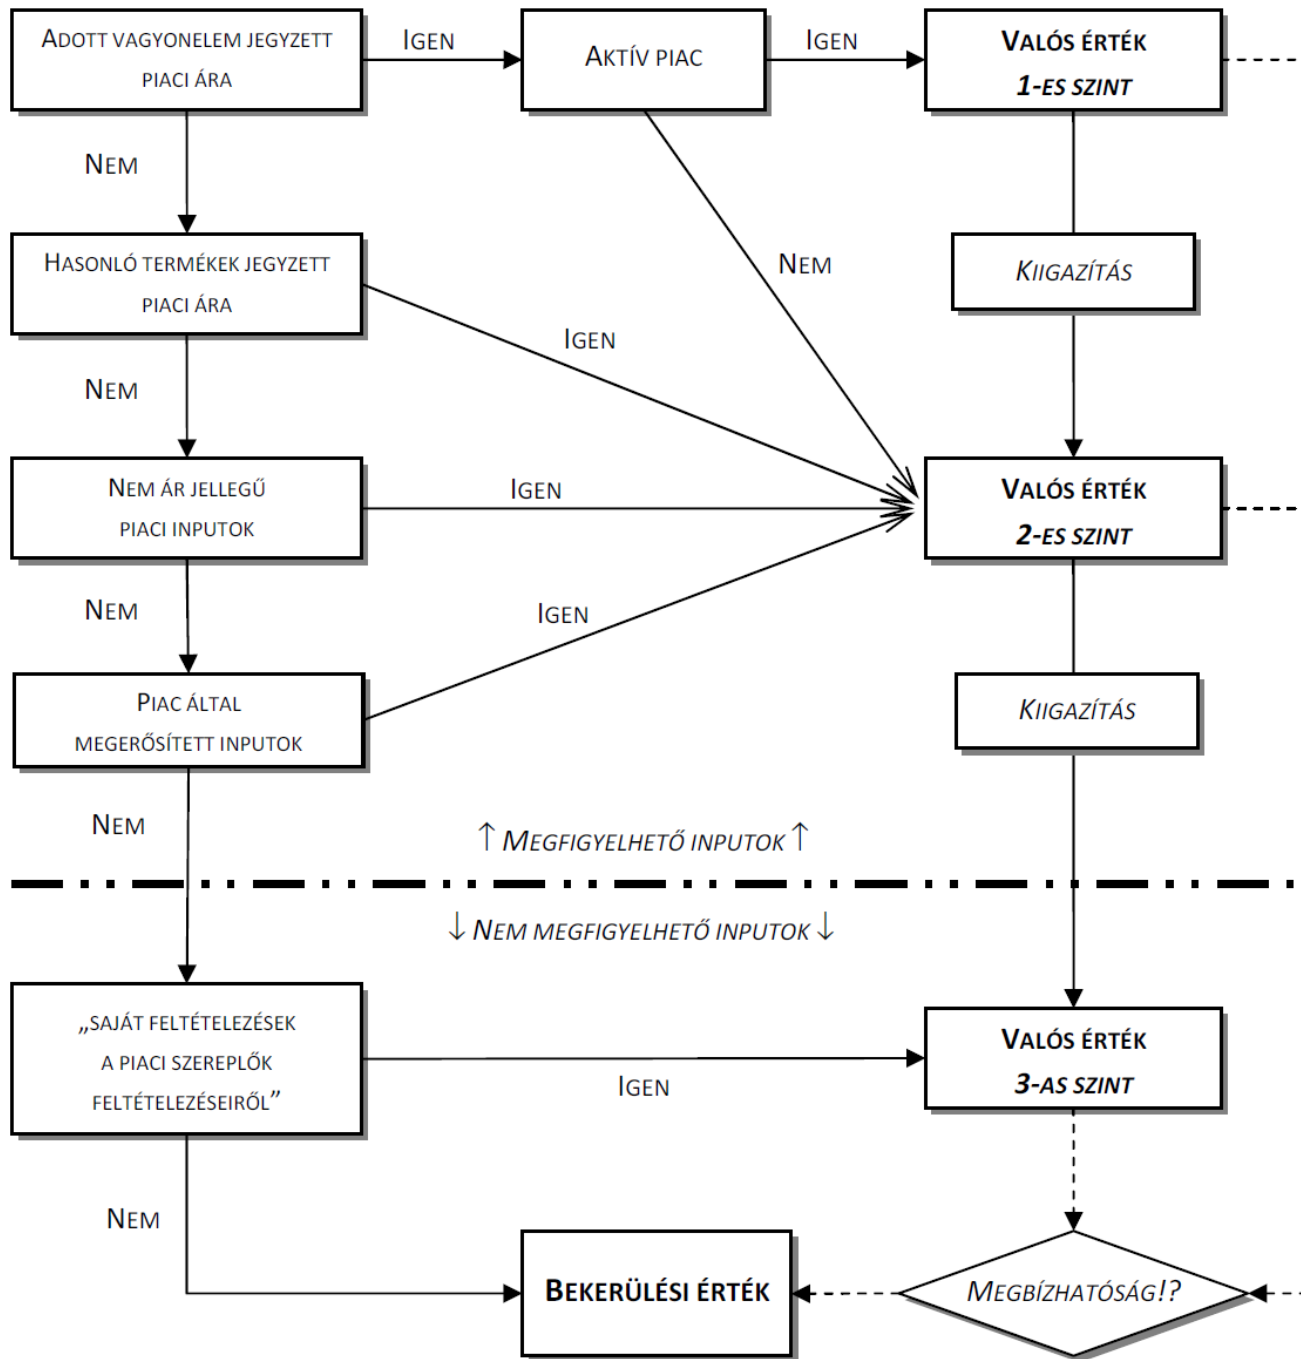 ADOTT VAGYONELEM JEGYZETT
PIACI ÁRA
IGEN
AKTÍV PIAC
IGEN
VALÓS ÉRTÉK
1-ES SZINT
NEM
HASONLÓ TERMÉKEK JEGYZETT
PIACI ÁRA
NEM
KIIGAZÍTÁS
IGEN
NEM
NEM ÁR JELLEGŰ
PIACI INPUTOK
IGEN
VALÓS ÉRTÉK
2-ES SZINT
NEM
IGEN
PIAC ÁLTAL
MEGERŐSÍTETT INPUTOK
KIIGAZÍTÁS
NEM
↑ MEGFIGYELHETŐ INPUTOK ↑
↓ NEM MEGFIGYELHETŐ INPUTOK ↓
„SAJÁT FELTÉTELEZÉSEK
A PIACI SZEREPLŐK
FELTÉTELEZÉSEIRŐL”
IGEN
VALÓS ÉRTÉK
3-AS SZINT
NEM
BEKERÜLÉSI ÉRTÉK
MEGBÍZHATÓSÁG!?